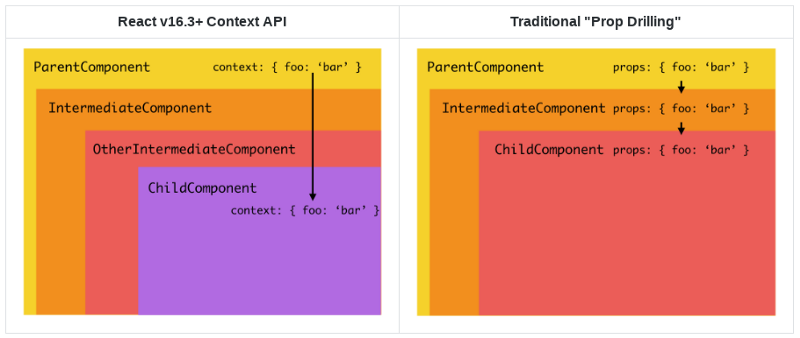 React v16.3+ Context API
ParentComponent context: { foo: ‘bar’ }
IntermediateComponent
OtherIntermediateComponent
ChildComponent
context: { foo: ‘bar’ }
Traditional "Prop Drilling"
ParentComponent props: { foo: ‘bar’ }
IntermediateComponent props: { foo: ‘bar’ }
ChildComponent props: { foo: ‘bar’ }